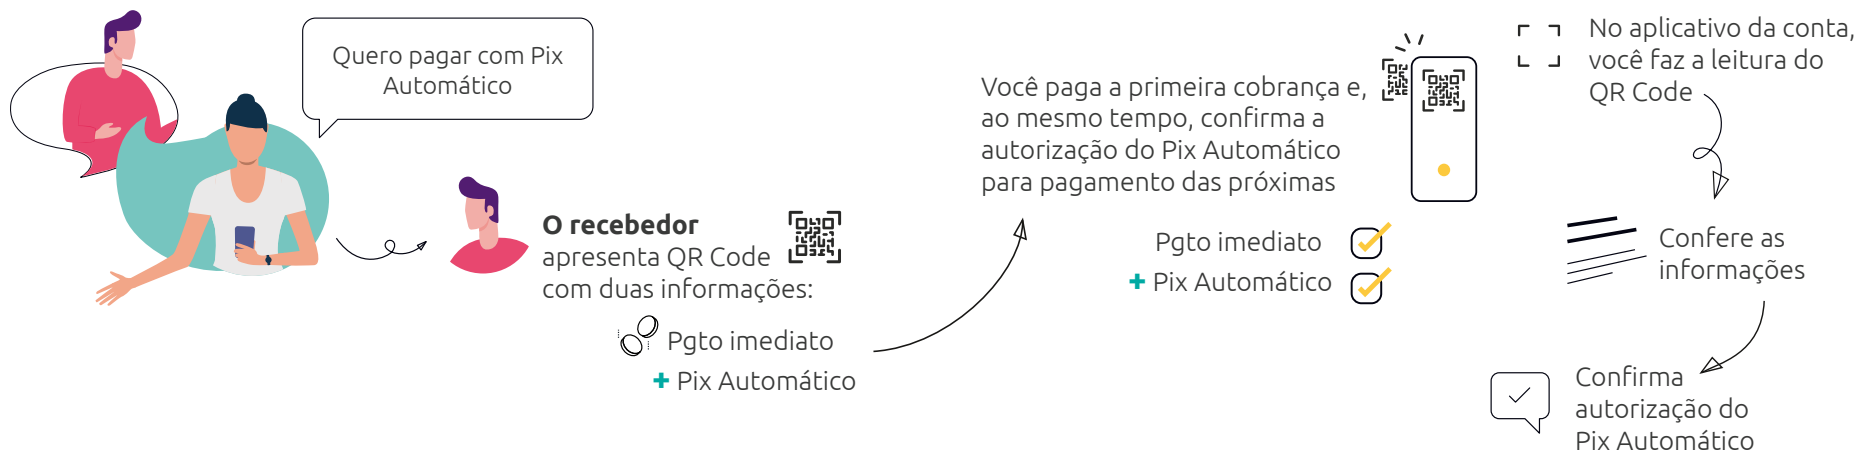 Quero pagar com Pix
Automático
O recebedor
apresenta QR Code
com duas informações:
Pgto imediato
+ Pix Automático
Você paga a primeira cobrança e,
ao mesmo tempo, confirma a
autorização do Pix Automático
para pagamento das próximas
Pgto imediato
+ Pix Automático
No aplicativo da conta,
você faz a leitura do
QR Code
Confere as
informações
Confirma
autorização do
Pix Automático